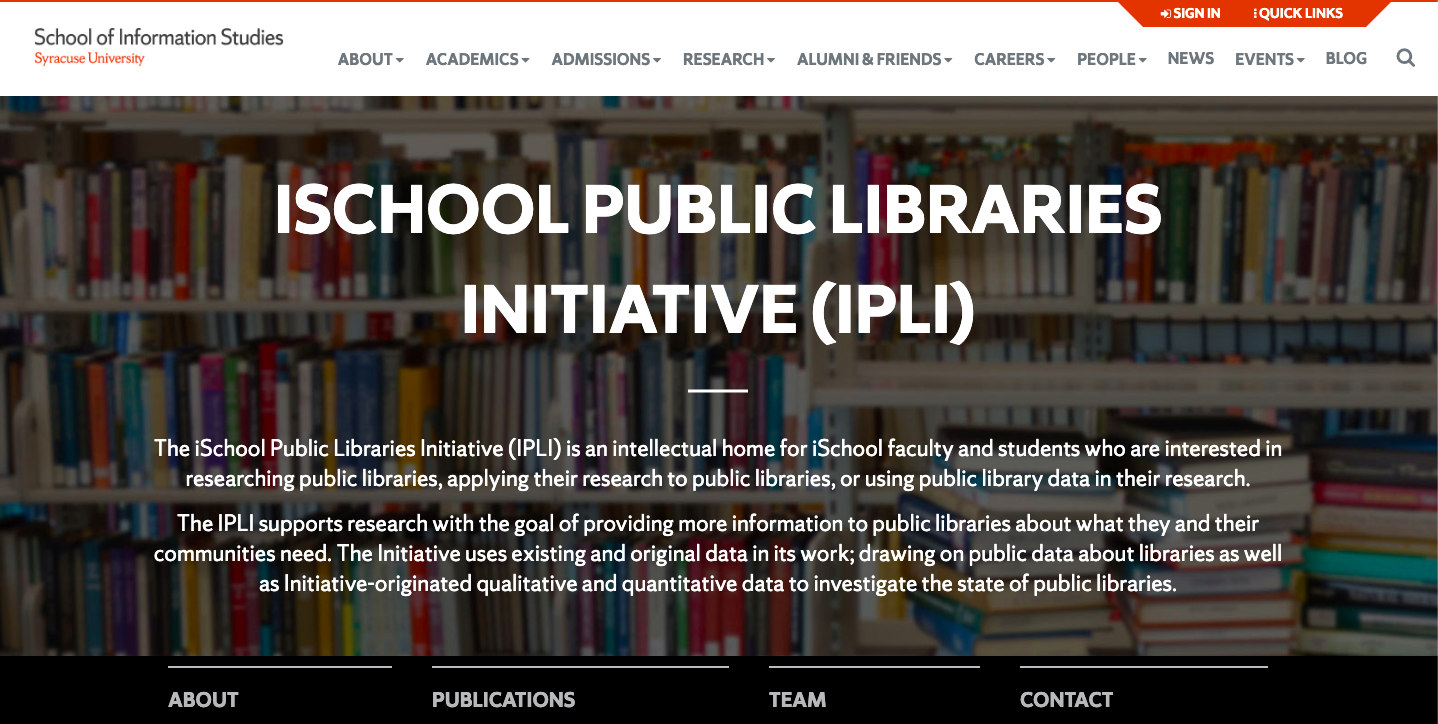 SIGN IN QUICK LINKS
School of Information Studies
Syracuse University
ABOUT ACADEMICS ADMISSIONS RESEARCH ALUMNI & FRIENDS CAREERS PEOPLE NEWS EVENTS BLOG
ISCHOOL PUBLIC LIBRARIES
INITIATIVE (IPLI)
The iSchool Public Libraries Initiative (IPLI) is an intellectual home for iSchool faculty and students who are interested in
researching public libraries, applying their research to public libraries, or using public library data in their research.
The IPLI supports research with the goal of providing more information to public libraries about what they and their
communities need. The Initiative uses existing and original data in its work; drawing on public data about libraries as well
as Initiative-originated qualitative and quantitative data to investigate the state of public libraries.
ABOUT PUBLICATIONS TEAM CONTACT